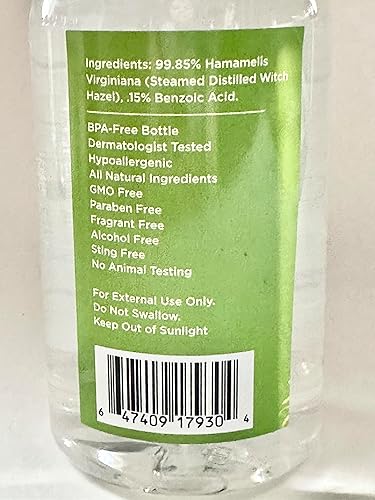 Ingredients: 99.85% Hamamelis
Virginiana (Steamed Distilled Witch
Hazel), .15% Benzoic Acid.
BPA-Free Bottle
Dermatologist Tested
Hypoallergenic
All Natural Ingredients
GMO Free
Paraben Free
Fragrant Free
Alcohol Free
Sting Free
No Animal Testing
For External Use Only.
Do Not Swallow.
Keep Out of Sunlight
6 47409 17930 4